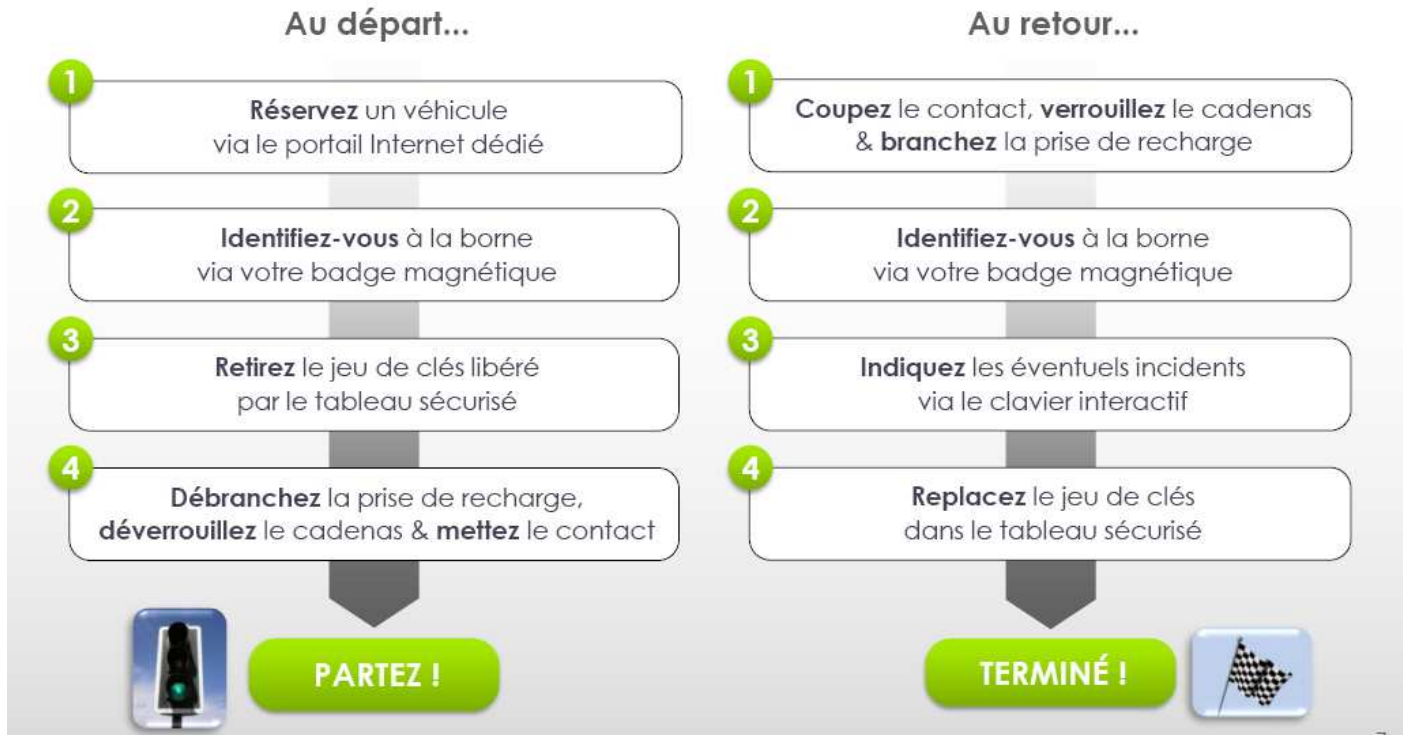 Au départ...
1
Réservez un véhicule
via le portail Internet dédié
2
Identifiez-vous à la borne
via votre badge magnétique
3
Retirez le jeu de clés libéré
par le tableau sécurisé
4
Débranchez la prise de recharge,
déverrouillez le cadenas & mettez le contact
PARTEZ !
Au retour...
1
Coupez le contact, verrouillez le cadenas
& branchez la prise de recharge
2
Identifiez-vous à la borne
via votre badge magnétique
3
Indiquez les éventuels incidents
via le clavier interactif
4
Replacez le jeu de clés
dans le tableau sécurisé
TERMINÉ !